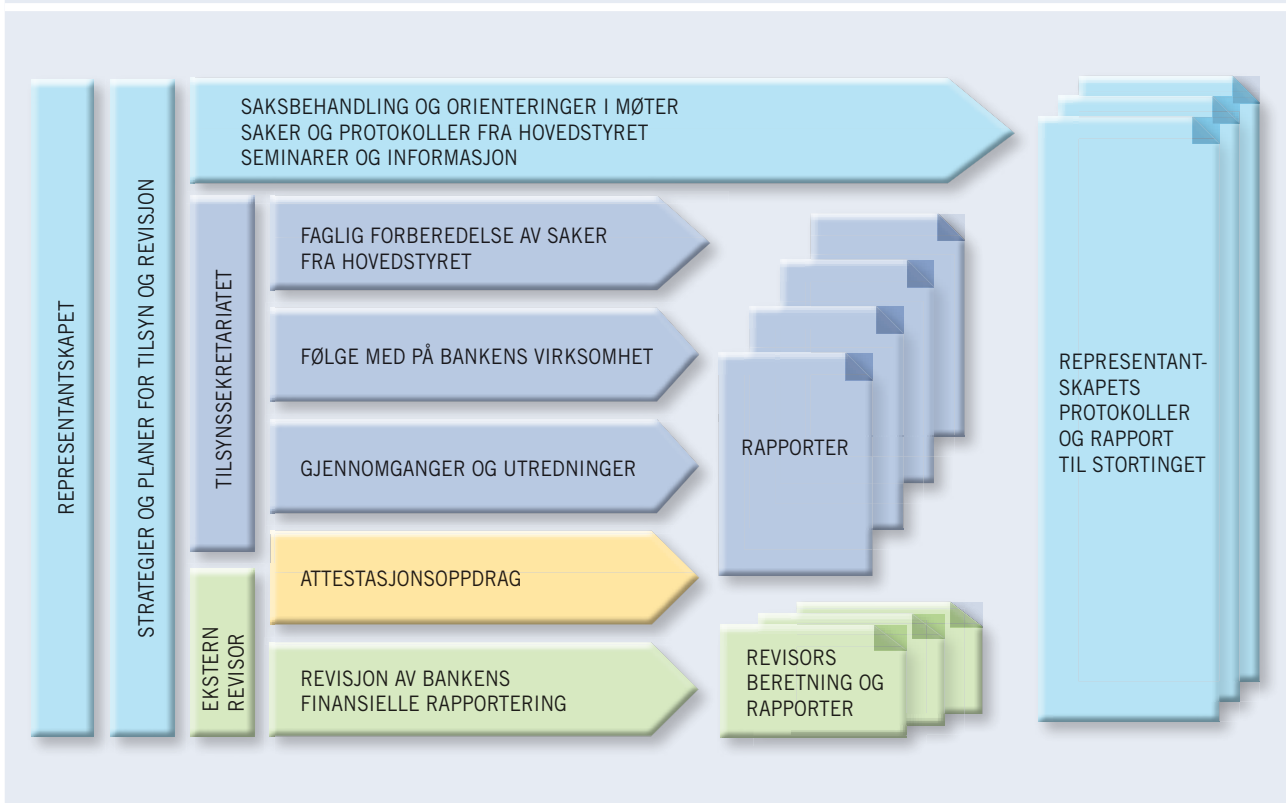 REPRESENTANTSKAPET
STRATEGIER OG PLANER FOR TILSYN OG REVISJON
SAKSBEHANDLING OG ORIENTERINGER I MØTER
SAKER OG PROTOKOLLER FRA HOVEDSTYRET
SEMINARER OG INFORMASJON
TILSYNSSEKRETARIATET
FAGLIG FORBEREDELSE AV SAKER
FRA HOVEDSTYRET
FØLGE MED PÅ BANKENS VIRKSOMHET
GJENNOMGANGER OG UTREDNINGER
RAPPORTER
EKSTERN
REVISOR
ATTESTASJONSOPPDRAG
REVISJON AV BANKENS
FINANSIELLE RAPPORTERING
REVISORS
BERETNING OG
RAPPORTER
REPRESENTANT-
SKAPETS
PROTOKOLLER
OG RAPPORT
TIL STORTINGET